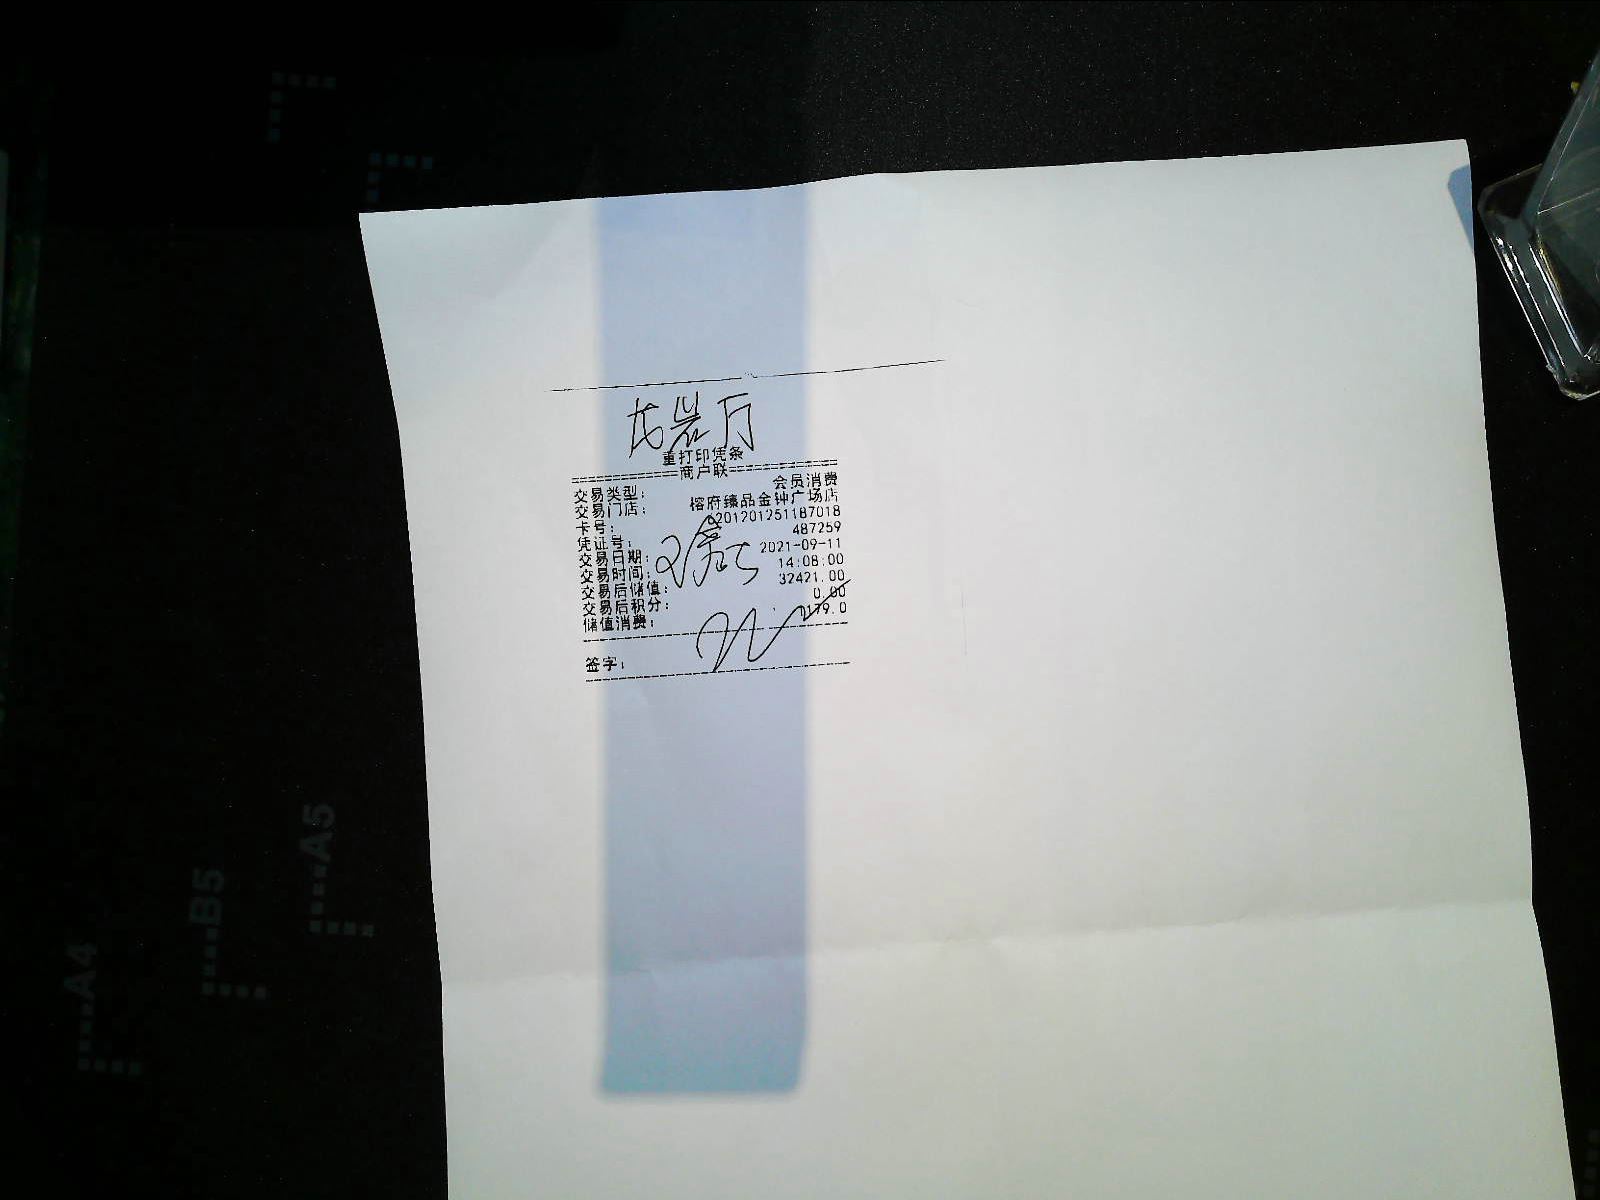 重打印凭条
============商户联============
交易类型： 会员消费
交易门店： 榕府臻品金钟广场店
卡号： 201201251187018
凭证号： 487259
交易日期： 2021-09-11
交易时间： 14:08:00
交易后储值： 32421.00
交易后积分： 0.00
储值消费： 1179.0
签字：
A5
B5
A4